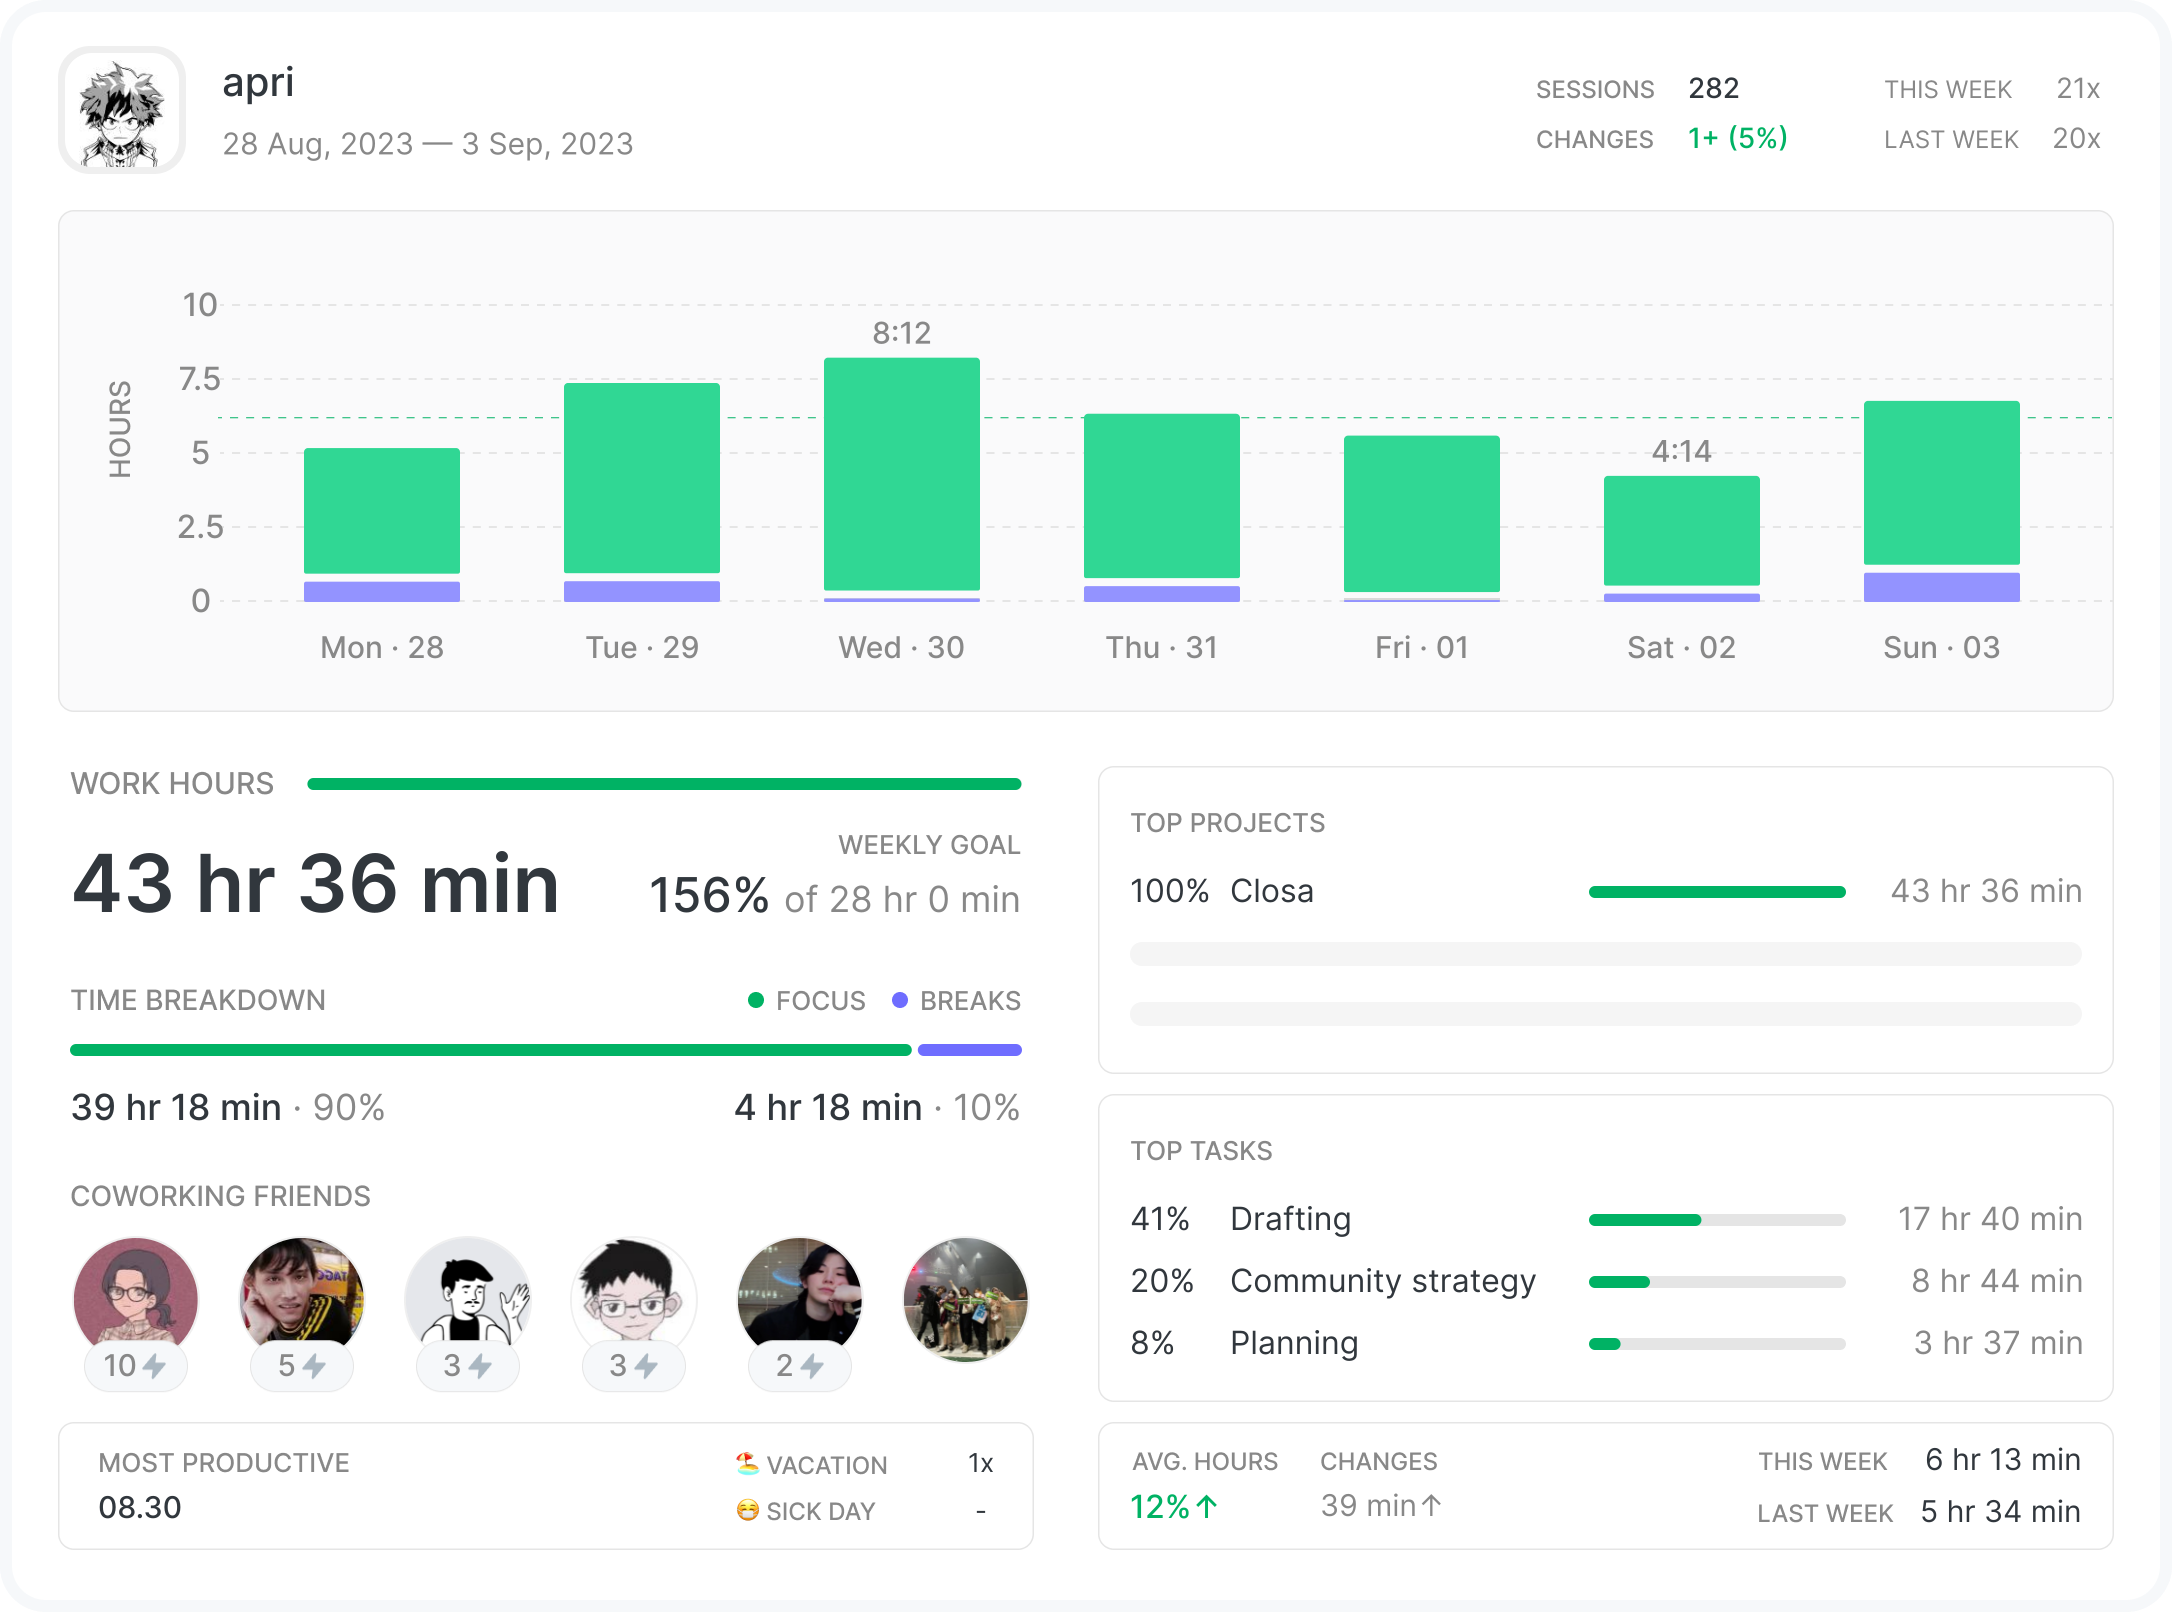 apri
28 Aug, 2023 — 3 Sep, 2023
SESSIONS 282
CHANGES 1+ (5%)
THIS WEEK 21x
LAST WEEK 20x
HOURS
10
7.5
5
2.5
0
8:12
4:14
Mon · 28
Tue · 29
Wed · 30
Thu · 31
Fri · 01
Sat · 02
Sun · 03
WORK HOURS
43 hr 36 min
WEEKLY GOAL
156% of 28 hr 0 min
TIME BREAKDOWN
FOCUS BREAKS
39 hr 18 min · 90%
4 hr 18 min · 10%
COWORKING FRIENDS
10
5
3
3
2
MOST PRODUCTIVE
08.30
🏖️ VACATION 1x
😷 SICK DAY -
TOP PROJECTS
100% Closa 43 hr 36 min
TOP TASKS
41% Drafting 17 hr 40 min
20% Community strategy 8 hr 44 min
8% Planning 3 hr 37 min
AVG. HOURS
12%↑
CHANGES
39 min↑
THIS WEEK 6 hr 13 min
LAST WEEK 5 hr 34 min